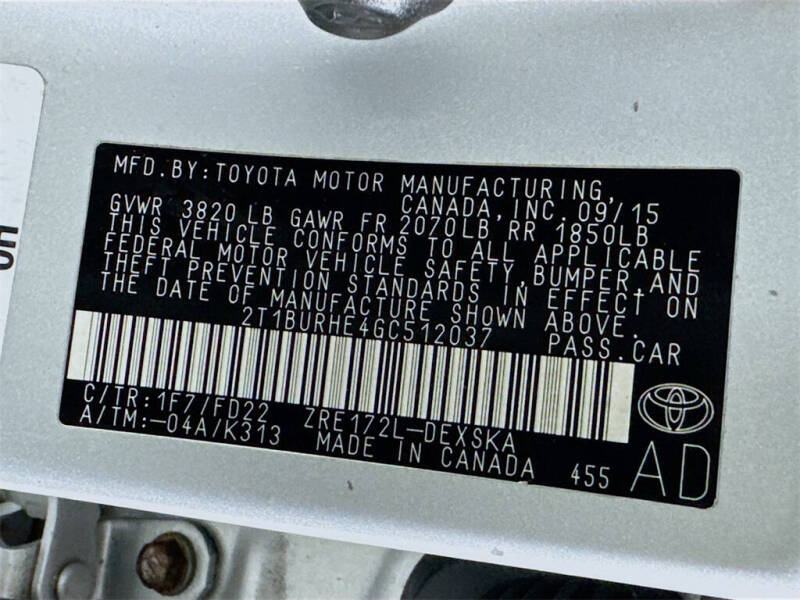 MFD.BY:TOYOTA MOTOR MANUFACTURING,
CANADA,INC.09/15
GVWR 3820 LB GAWR FR 2070LB RR 1850LB
THIS VEHICLE CONFORMS TO ALL APPLICABLE
FEDERAL MOTOR VEHICLE SAFETY,BUMPER,AND
THEFT PREVENTION STANDARDS IN EFFECT ON
THE DATE OF MANUFACTURE SHOWN ABOVE.
2T1BURHE4GC512037 PASS.CAR
C/TR:1F7/FD22 ZRE172L-DEXSKA
A/TM:-04A/K313 MADE IN CANADA 455
AD